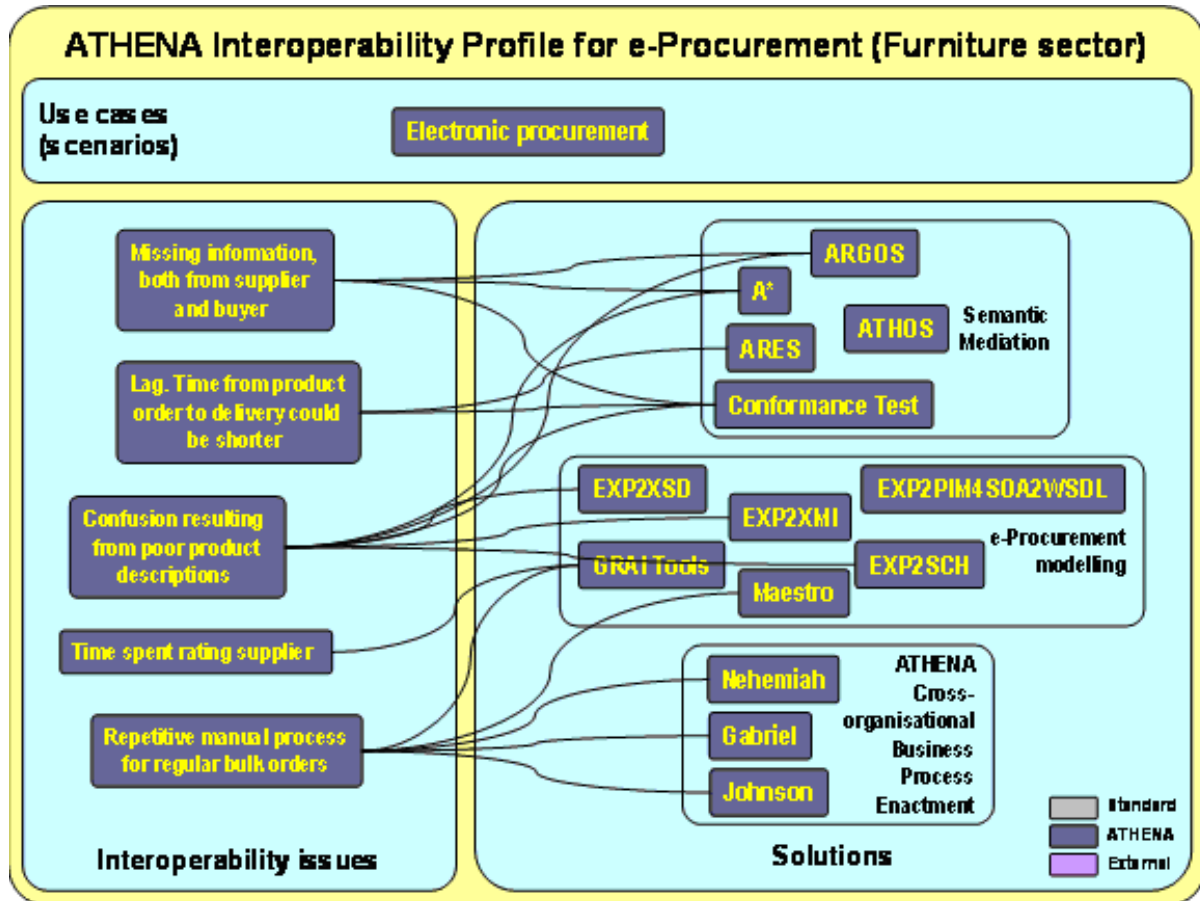 ATHENA Interoperability Profile for e-Procurement (Furniture sector)
Use cases
(scenarios)
Electronic procurement
Missing information,
both from supplier
and buyer
Lag. Time from product
order to delivery could
be shorter
Confusion resulting
from poor product
descriptions
Time spent rating supplier
Repetitive manual process
for regular bulk orders
Interoperability issues
ARGOS
A*
ATHOS
ARES
Conformance Test
Semantic
Mediation
EXP2XSD
EXP2PIM4SOA2WSDL
EXP2XMI
GRAI Tools
EXP2SCH
Maestro
e-Procurement
modelling
Nehemiah
Gabriel
Johnson
ATHENA
Cross-
organisational
Business
Process
Enactment
Solutions
Standard
ATHENA
External